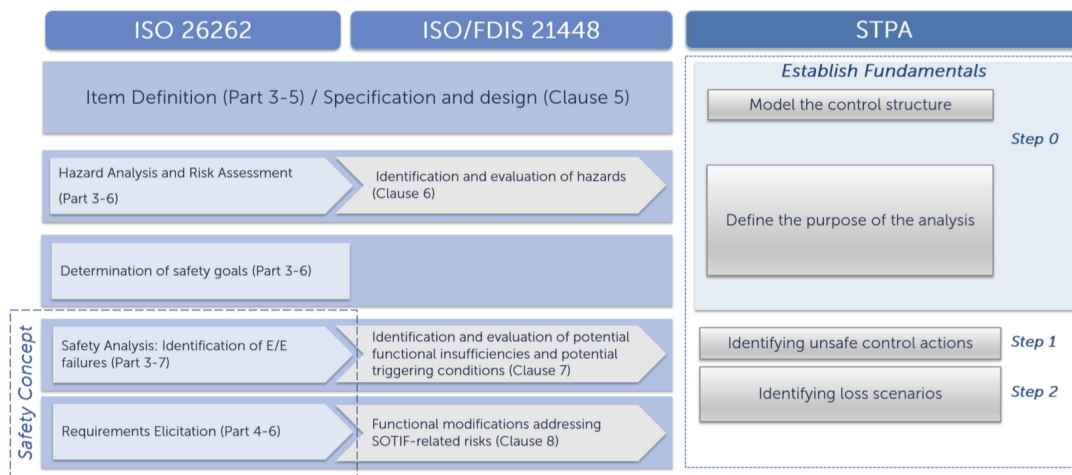 ISO 26262
ISO/FDIS 21448
STPA
Item Definition (Part 3-5) / Specification and design (Clause 5)
Establish Fundamentals
Model the control structure
Step 0
Define the purpose of the analysis
Hazard Analysis and Risk Assessment
(Part 3-6)
Identification and evaluation of hazards
(Clause 6)
Determination of safety goals (Part 3-6)
Safety Concept
Safety Analysis: Identification of E/E
failures (Part 3-7)
Identification and evaluation of potential
functional insufficiencies and potential
triggering conditions (Clause 7)
Identifying unsafe control actions
Step 1
Identifying loss scenarios
Step 2
Requirements Elicitation (Part 4-6)
Functional modifications addressing
SOTIF-related risks (Clause 8)